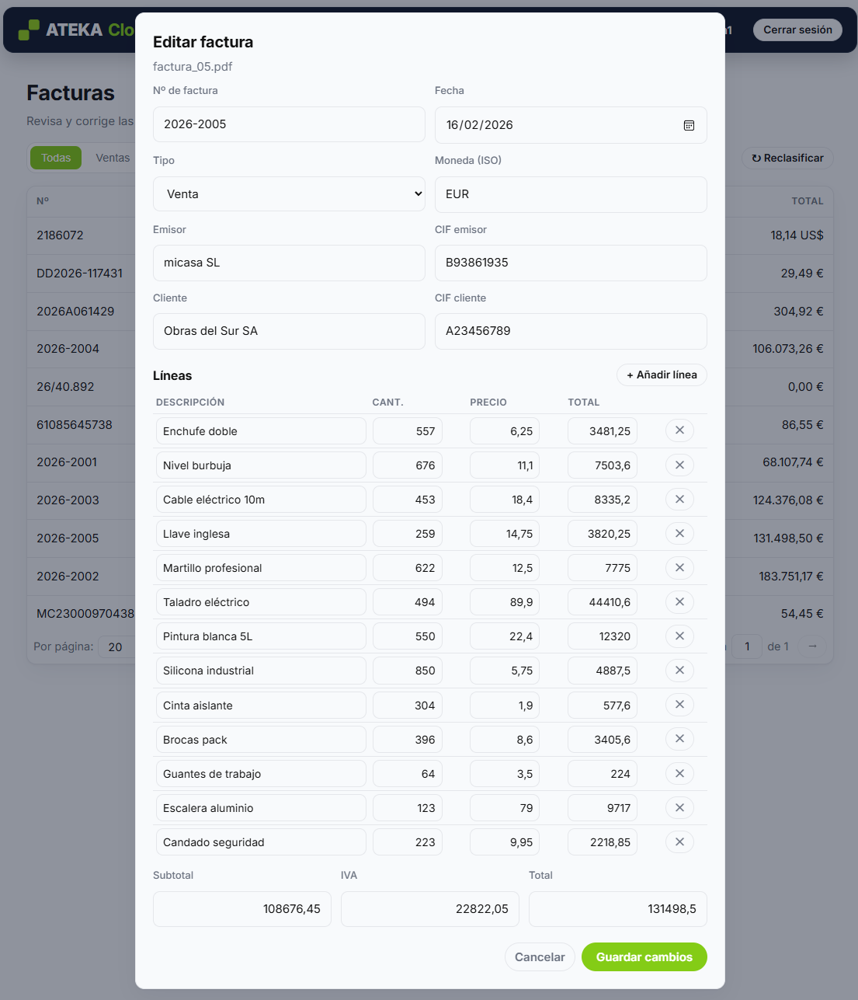 ATEKA Clo
n1
Cerrar sesión
Facturas
Revisa y corrige las
Todas
Ventas
↻ Reclasificar
Nº
TOTAL
2186072
18,14 US$
DD2026-117431
29,49 €
2026A061429
304,92 €
2026-2004
106.073,26 €
26/40.892
0,00 €
61085645738
86,55 €
2026-2001
68.107,74 €
2026-2003
124.376,08 €
2026-2005
131.498,50 €
2026-2002
183.751,17 €
MC23000970438
54,45 €
Por página: 20
1 de 1 →
Editar factura
factura_05.pdf
Nº de factura
Fecha
2026-2005
16/02/2026
Tipo
Moneda (ISO)
Venta
EUR
Emisor
CIF emisor
micasa SL
B93861935
Cliente
CIF cliente
Obras del Sur SA
A23456789
Líneas
+ Añadir línea
DESCRIPCIÓN CANT. PRECIO TOTAL
Enchufe doble 557 6,25 3481,25 ✕
Nivel burbuja 676 11,1 7503,6 ✕
Cable eléctrico 10m 453 18,4 8335,2 ✕
Llave inglesa 259 14,75 3820,25 ✕
Martillo profesional 622 12,5 7775 ✕
Taladro eléctrico 494 89,9 44410,6 ✕
Pintura blanca 5L 550 22,4 12320 ✕
Silicona industrial 850 5,75 4887,5 ✕
Cinta aislante 304 1,9 577,6 ✕
Brocas pack 396 8,6 3405,6 ✕
Guantes de trabajo 64 3,5 224 ✕
Escalera aluminio 123 79 9717 ✕
Candado seguridad 223 9,95 2218,85 ✕
Subtotal IVA Total
108676,45 22822,05 131498,5
Cancelar
Guardar cambios